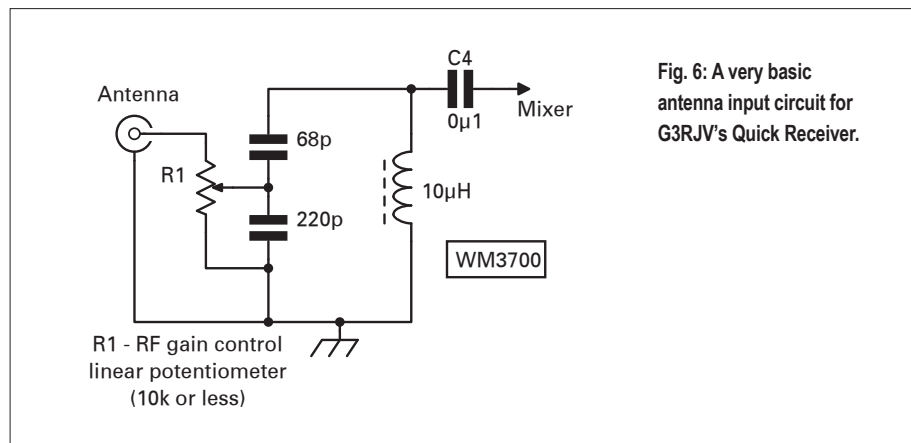 Antenna
R1
68p
220p
C4
0µ1
Mixer
10µH
WM3700
R1 - RF gain control
linear potentiometer
(10k or less)
Fig. 6: A very basic
antenna input circuit for
G3RJV's Quick Receiver.